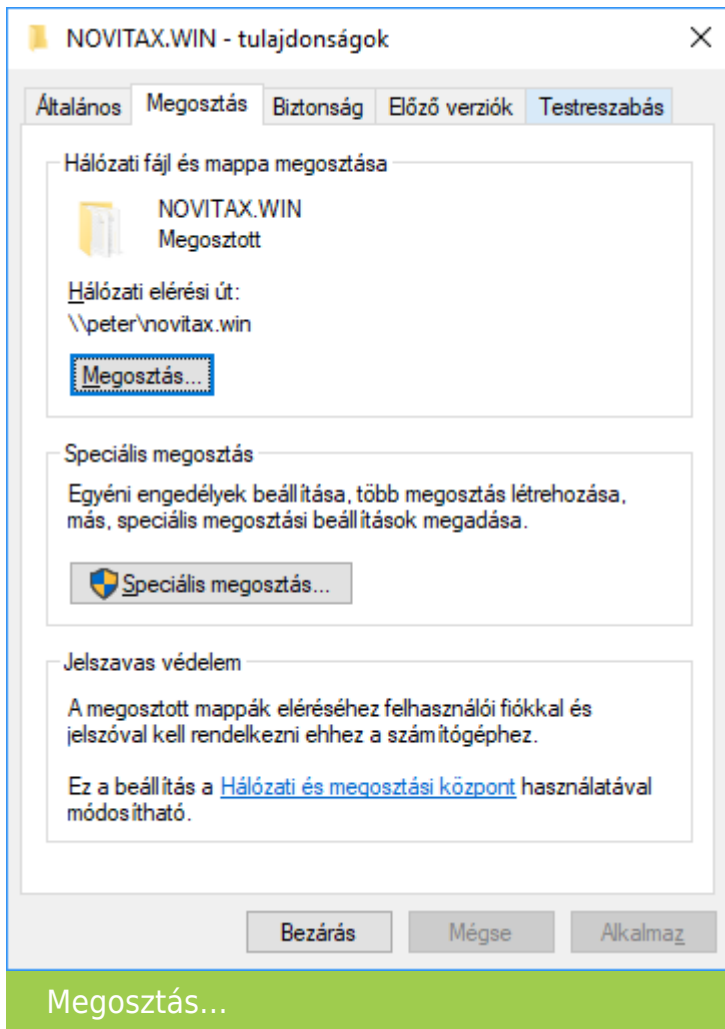 NOVITAX.WIN - tulajdonságok
Általános Megosztás Biztonság Előző verziók Testreszabás
Hálózati fájl és mappa megosztása
NOVITAX.WIN
Megosztott
Hálózati elérési út:
\\peter\novitax.win
Megosztás...
Speciális megosztás
Egyéni engedélyek beállítása, több megosztás létrehozása,
más, speciális megosztási beállítások megadása.
Speciális megosztás...
Jelszavas védelem
A megosztott mappák eléréséhez felhasználói fiókkal és
jelszóval kell rendelkezni ehhez a számítógéphez.
Ez a beállítás a Hálózati és megosztási központ használatával
módosítható.
Bezárás Mégse Alkalmaz
Megosztás...